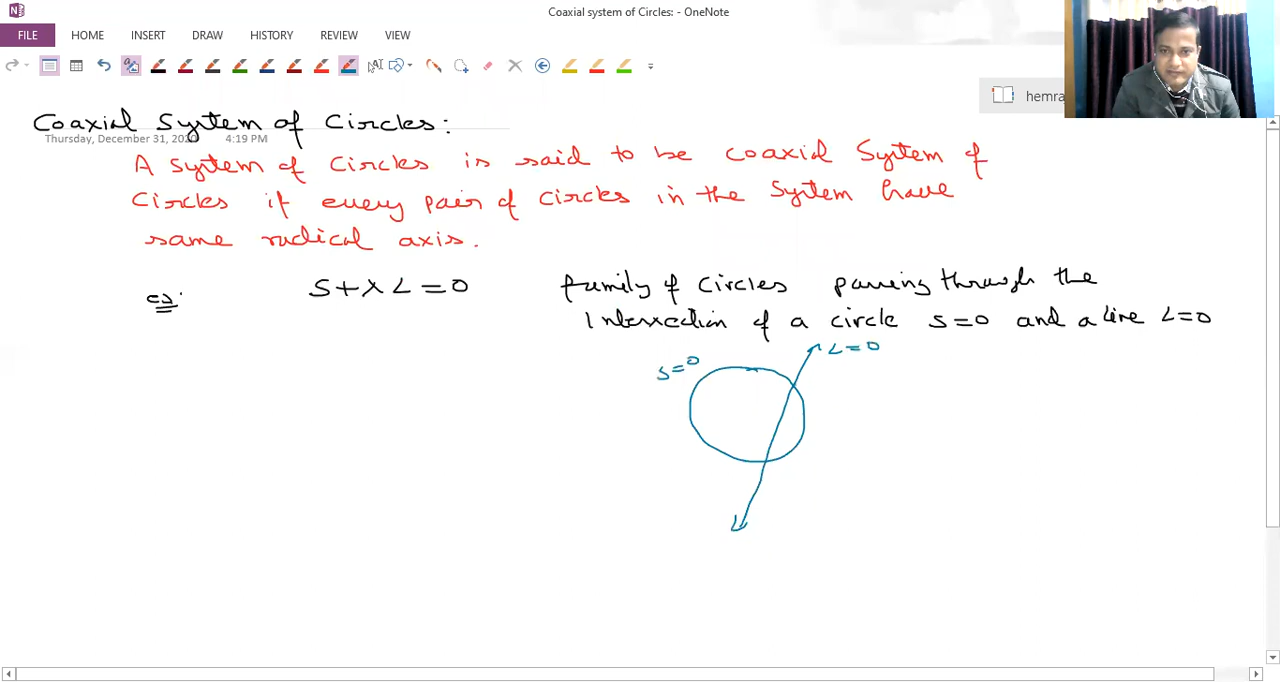 Coaxial system of Circles: - OneNote
FILE HOME INSERT DRAW HISTORY REVIEW VIEW
hemra
Coaxial System of Circles:
Thursday, December 31, 2020 4:19 PM
A system of Circles is said to be coaxial System of
Circles if every pair of circles in the System have
same radical axis.
eg:
S+λL=0
family of circles passing through the
Intersection of a circle S=0 and a line L=0
S=0
L=0